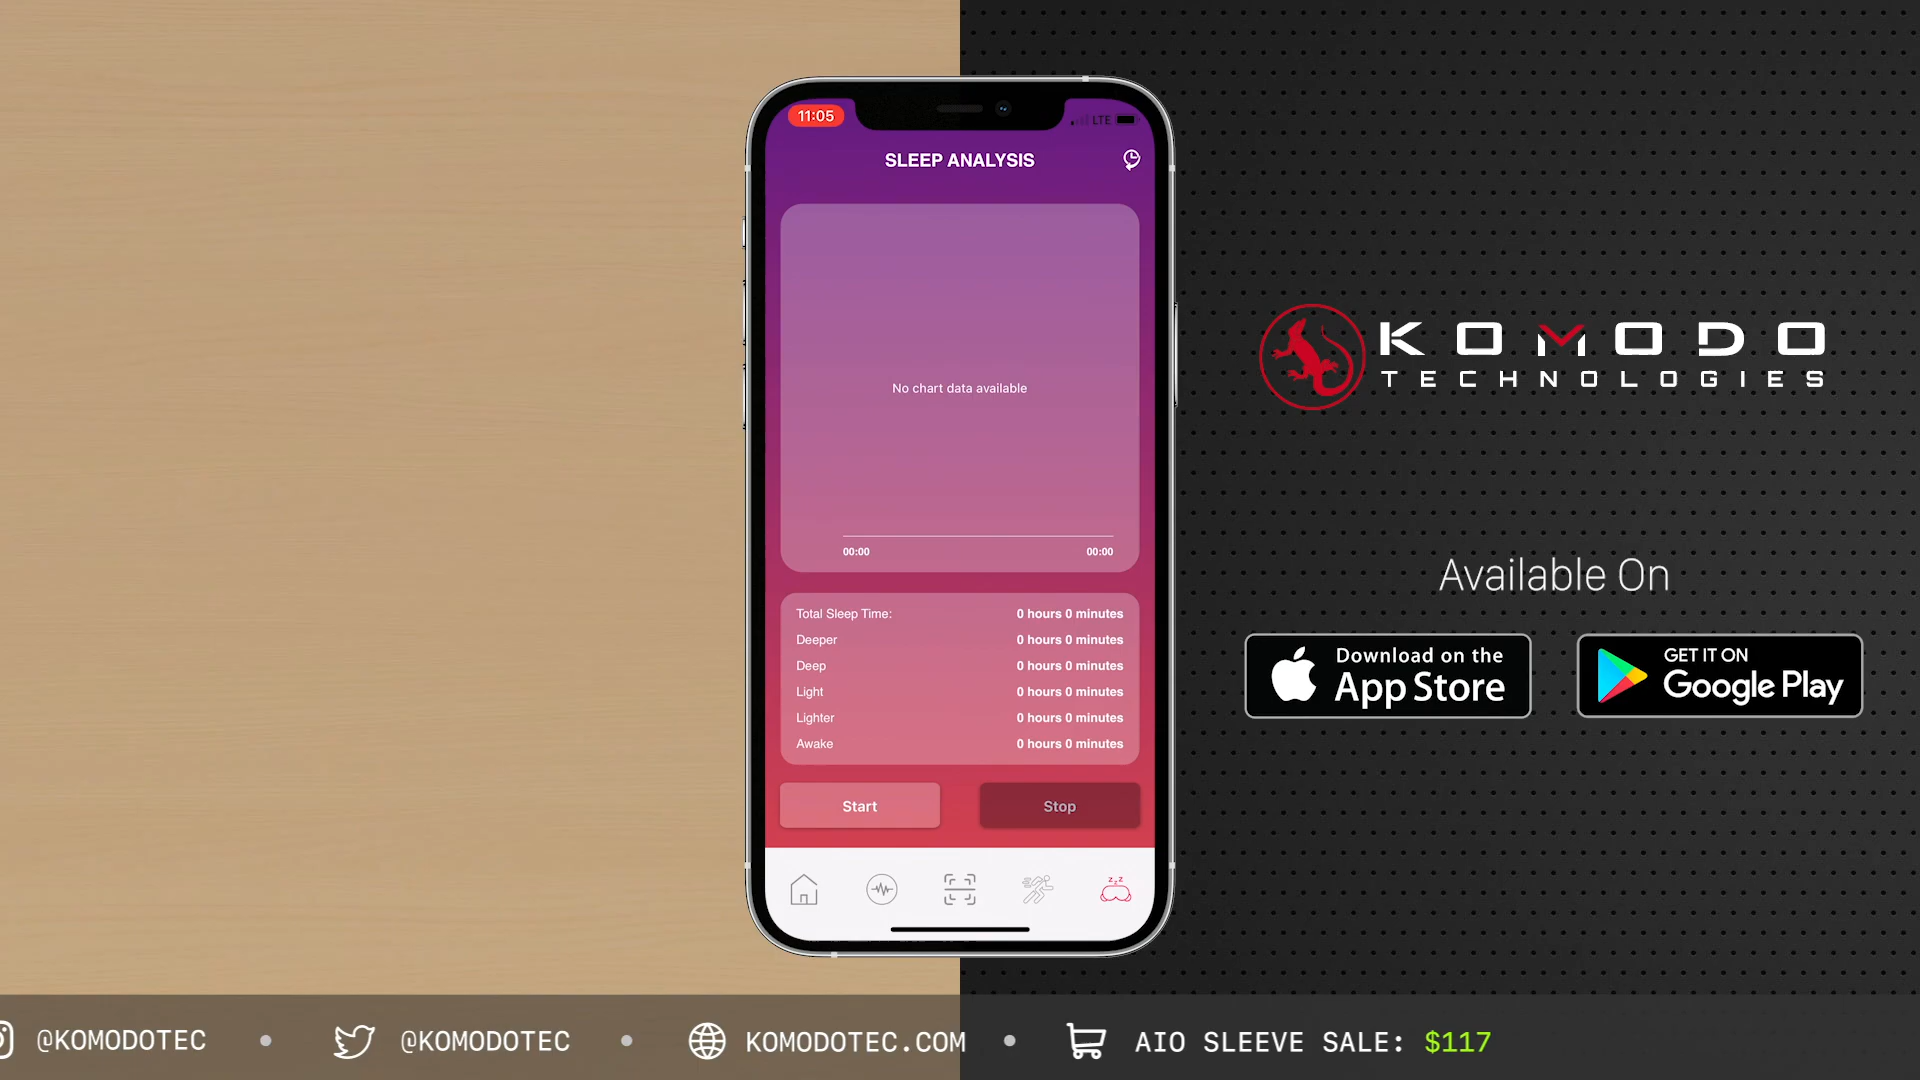 11:05
LTE
SLEEP ANALYSIS
No chart data available
00:00 00:00
Total Sleep Time: 0 hours 0 minutes
Deeper 0 hours 0 minutes
Deep 0 hours 0 minutes
Light 0 hours 0 minutes
Lighter 0 hours 0 minutes
Awake 0 hours 0 minutes
Start Stop
zzz
KOMODO
TECHNOLOGIES
Available On
Download on the
App Store
GET IT ON
Google Play
@KOMODOTEC • @KOMODOTEC • KOMODOTEC.COM • AIO SLEEVE SALE: $117